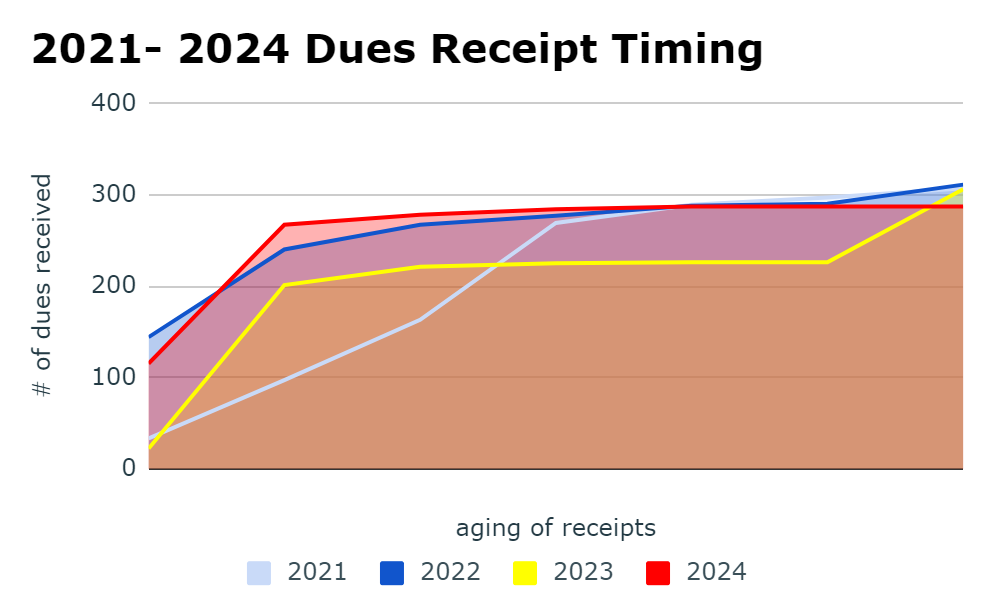 2021- 2024 Dues Receipt Timing
400
300
200
100
0
# of dues received
aging of receipts
2021 2022 2023 2024